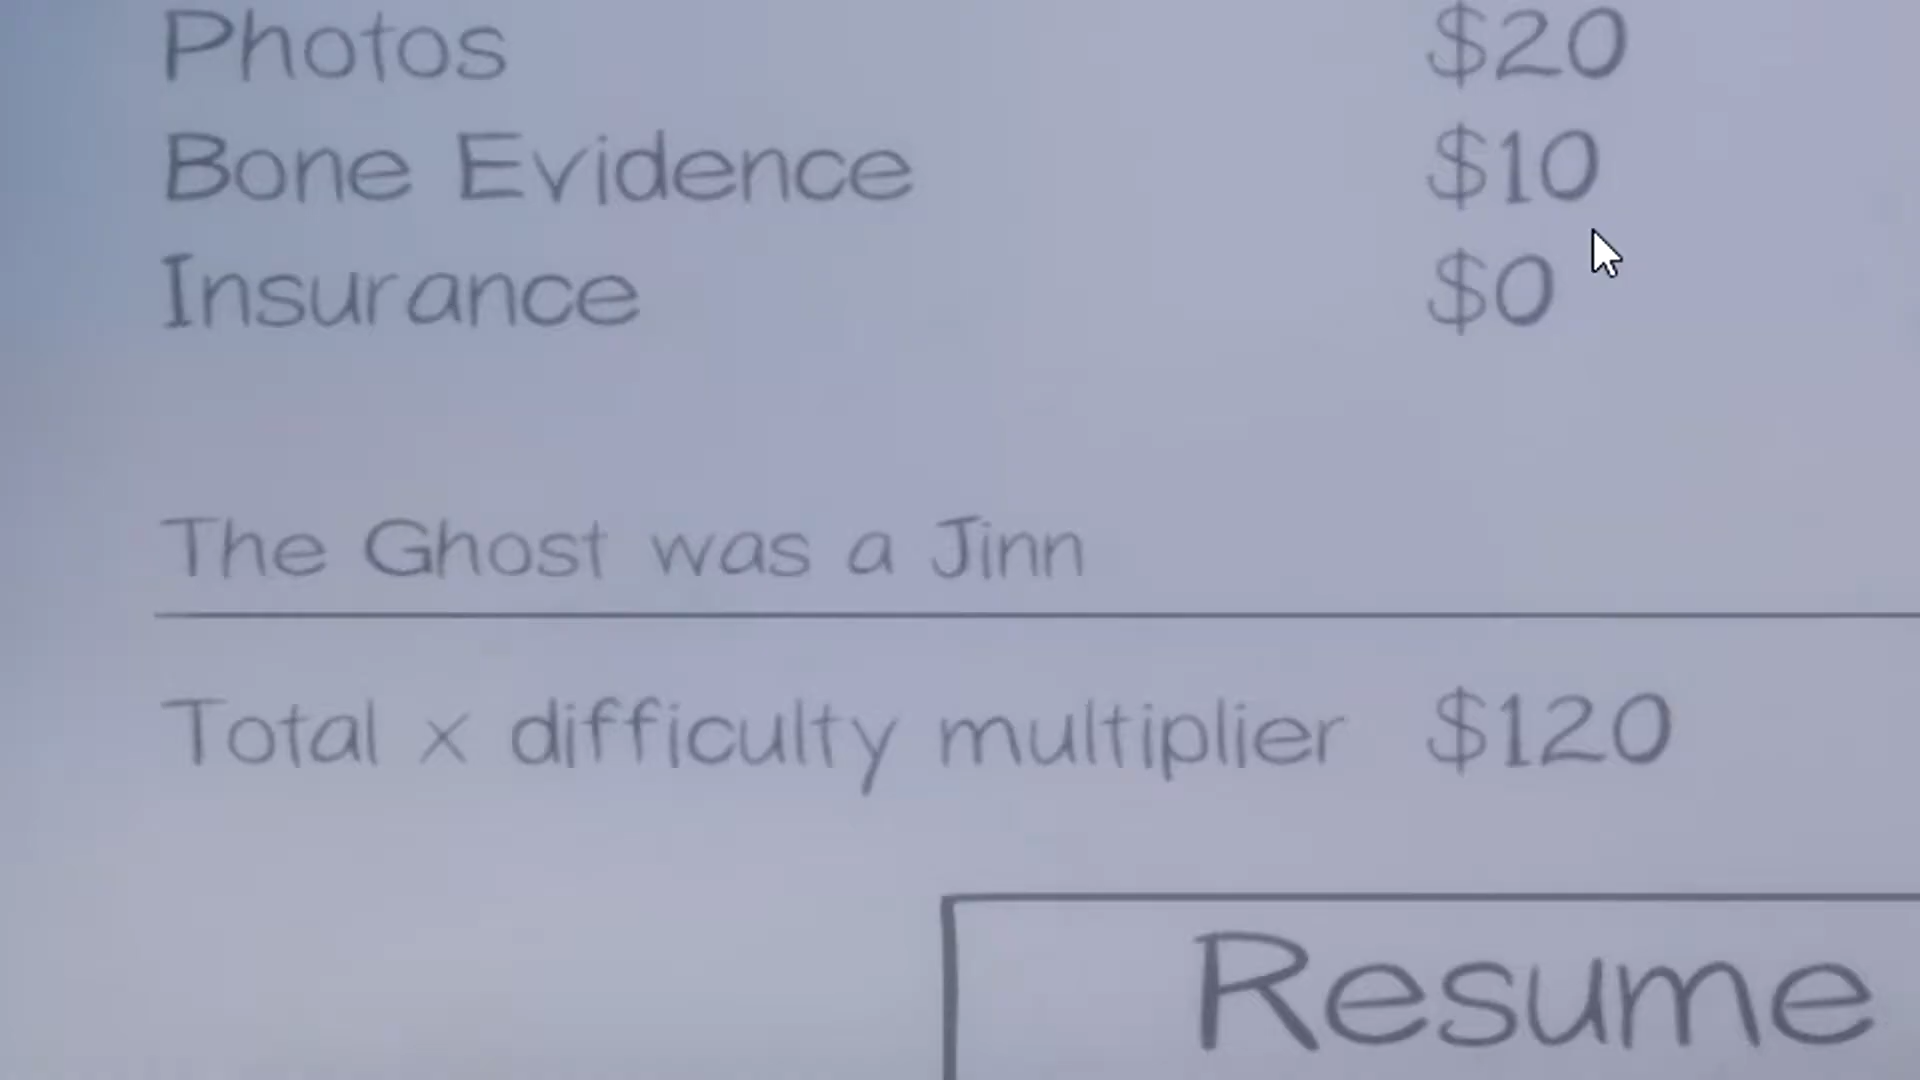 Photos $20
Bone Evidence $10
Insurance $0
The Ghost was a Jinn
Total x difficulty multiplier $120
Resume